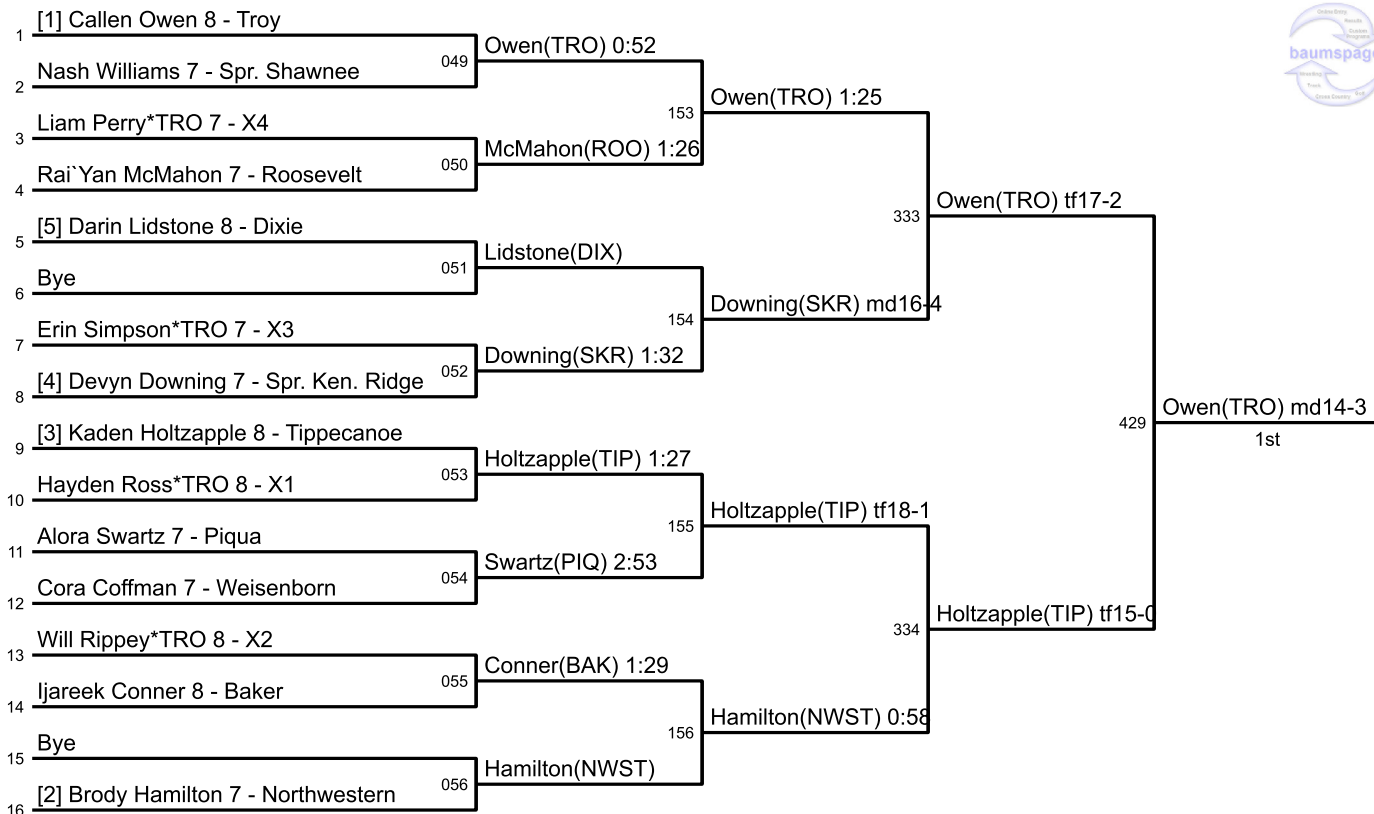 [1] Callen Owen 8 - Troy
1
Nash Williams 7 - Spr. Shawnee
2
Liam Perry*TRO 7 - X4
3
Rai`Yan McMahon 7 - Roosevelt
4
[5] Darin Lidstone 8 - Dixie
5
Bye
6
Erin Simpson*TRO 7 - X3
7
[4] Devyn Downing 7 - Spr. Ken. Ridge
8
[3] Kaden Holtzapple 8 - Tippecanoe
9
Hayden Ross*TRO 8 - X1
10
Alora Swartz 7 - Piqua
11
Cora Coffman 7 - Weisenborn
12
Will Rippey*TRO 8 - X2
13
Ijareek Conner 8 - Baker
14
Bye
15
[2] Brody Hamilton 7 - Northwestern
16
Owen(TRO) 0:52
049
McMahon(ROO) 1:26
050
Lidstone(DIX)
051
Downing(SKR) 1:32
052
Holtzapple(TIP) 1:27
053
Swartz(PIQ) 2:53
054
Conner(BAK) 1:29
055
Hamilton(NWST)
056
Owen(TRO) 1:25
153
Downing(SKR) md16-4
154
Holtzapple(TIP) tf18-1
155
Hamilton(NWST) 0:58
156
Owen(TRO) tf17-2
333
Holtzapple(TIP) tf15-0
334
Owen(TRO) md14-3
429
1st
baumspag